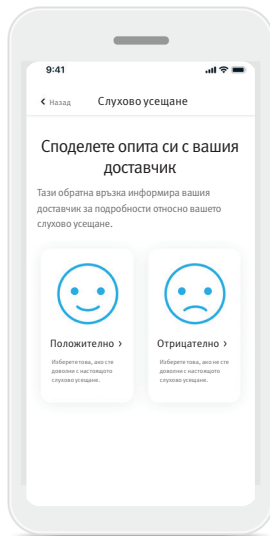 9:41
Назад
Слухово усещане
Споделете опита си с вашия
доставчик
Тази обратна връзка информира вашия
доставчик за подробности относно вашето
слухово усещане.
Положително
Изберете това, ако сте
доволни с настоящото
слухово усещане.
Отрицателно
Изберете това, ако не сте
доволни с настоящото
слухово усещане.